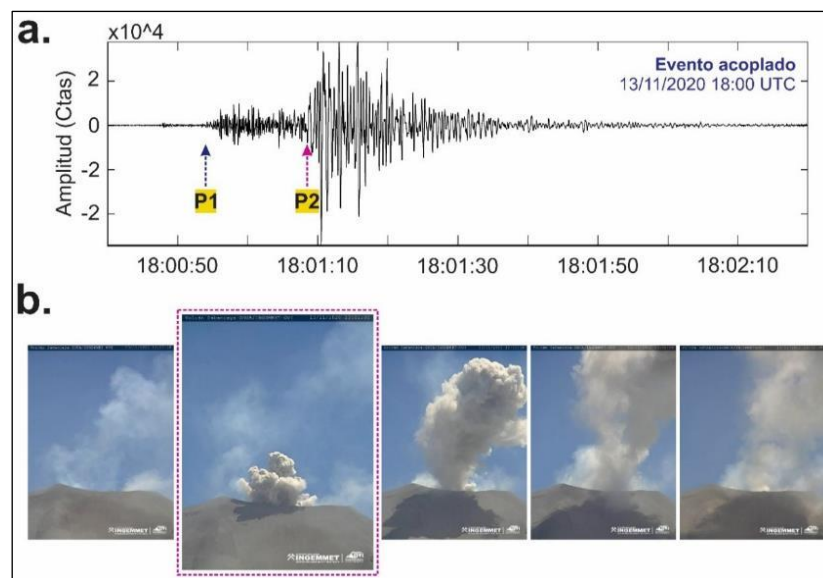 a.
x10^4
Evento acoplado
13/11/2020 18:00 UTC
Amplitud (Ctas)
2
0
-2
-2
P1
P2
18:00:50
18:01:10
18:01:30
18:01:50
18:02:10
b.
INGEMMET
INGEMMET
INGEMMET
INGEMMET
INGEMMET